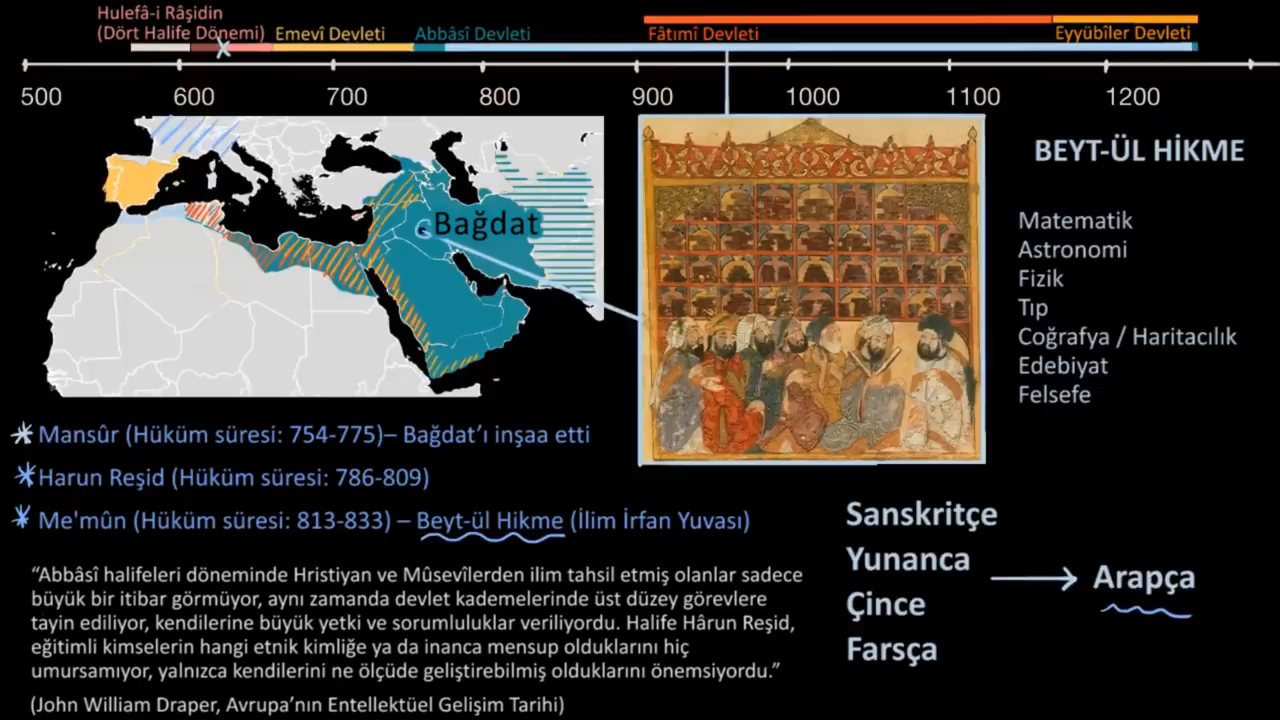 Hulefâ-i Râşidin
(Dört Halife Dönemi)
Emevî Devleti
Abbâsî Devleti
Fâtımî Devleti
Eyyübîler Devleti
500
600
700
800
900
1000
1100
1200
Bağdat
BEYT-ÜL HİKME
Matematik
Astronomi
Fizik
Tıp
Coğrafya / Haritacılık
Edebiyat
Felsefe
Mansûr (Hüküm süresi: 754-775)– Bağdat’ı inşaa etti
Harun Reşid (Hüküm süresi: 786-809)
Me'mûn (Hüküm süresi: 813-833) – Beyt-ül Hikme (İlim İrfan Yuvası)
“Abbâsî halifeleri döneminde Hristiyan ve Mûsevîlerden ilim tahsil etmiş olanlar sadece
büyük bir itibar görmüyor, aynı zamanda devlet kademelerinde üst düzey görevlere
tayin ediliyor, kendilerine büyük yetki ve sorumluluklar veriliyordu. Halife Hârun Reşid,
eğitimli kimselerin hangi etnik kimliğe ya da inanca mensup olduklarını hiç
umursamıyor, yalnızca kendilerini ne ölçüde geliştirebilmiş olduklarını önemsiyordu.”
(John William Draper, Avrupa’nın Entellektüel Gelişim Tarihi)
Sanskritçe
Yunanca
Çince
Farsça
Arapça